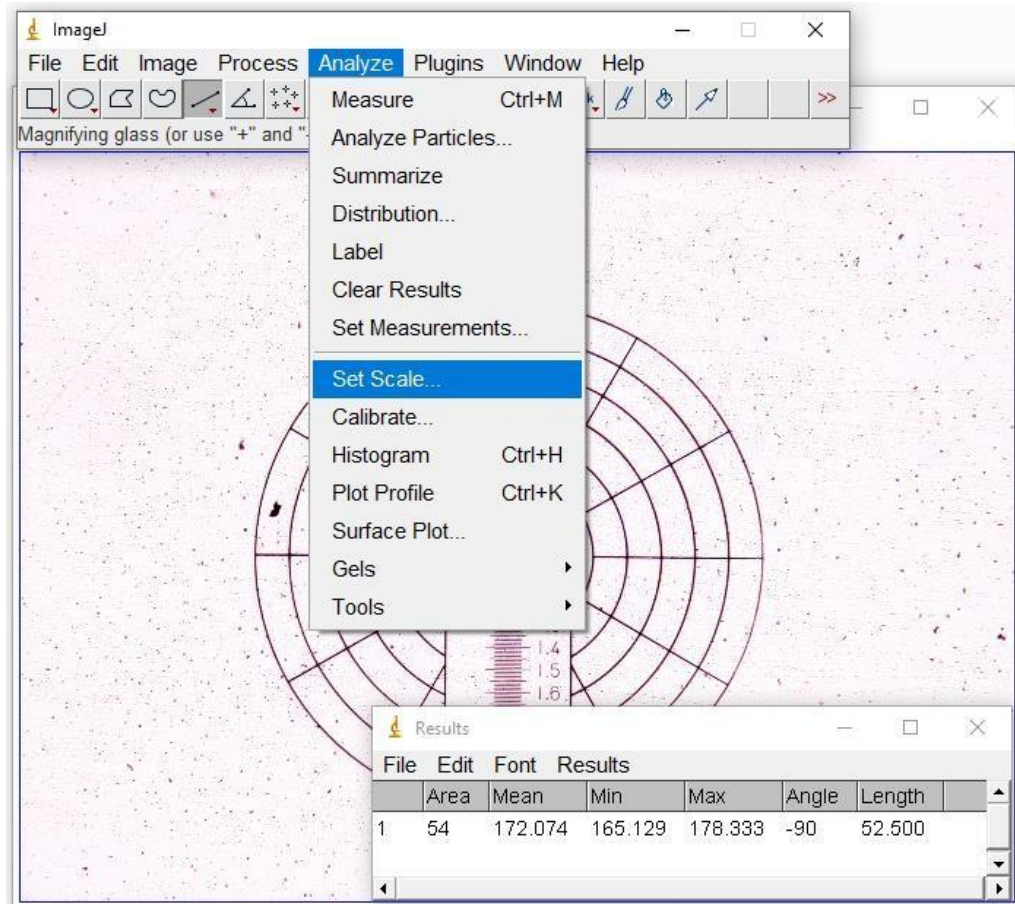 ImageJ
File Edit Image Process Analyze Plugins Window Help
Magnifying glass (or use "+" and "-
Measure Ctrl+M
Analyze Particles...
Summarize
Distribution...
Label
Clear Results
Set Measurements...
Set Scale...
Calibrate...
Histogram Ctrl+H
Plot Profile Ctrl+K
Surface Plot...
Gels
Tools
>>
1.4
1.5
1.6
Results
File Edit Font Results
Area Mean Min Max Angle Length
1 54 172.074 165.129 178.333 -90 52.500